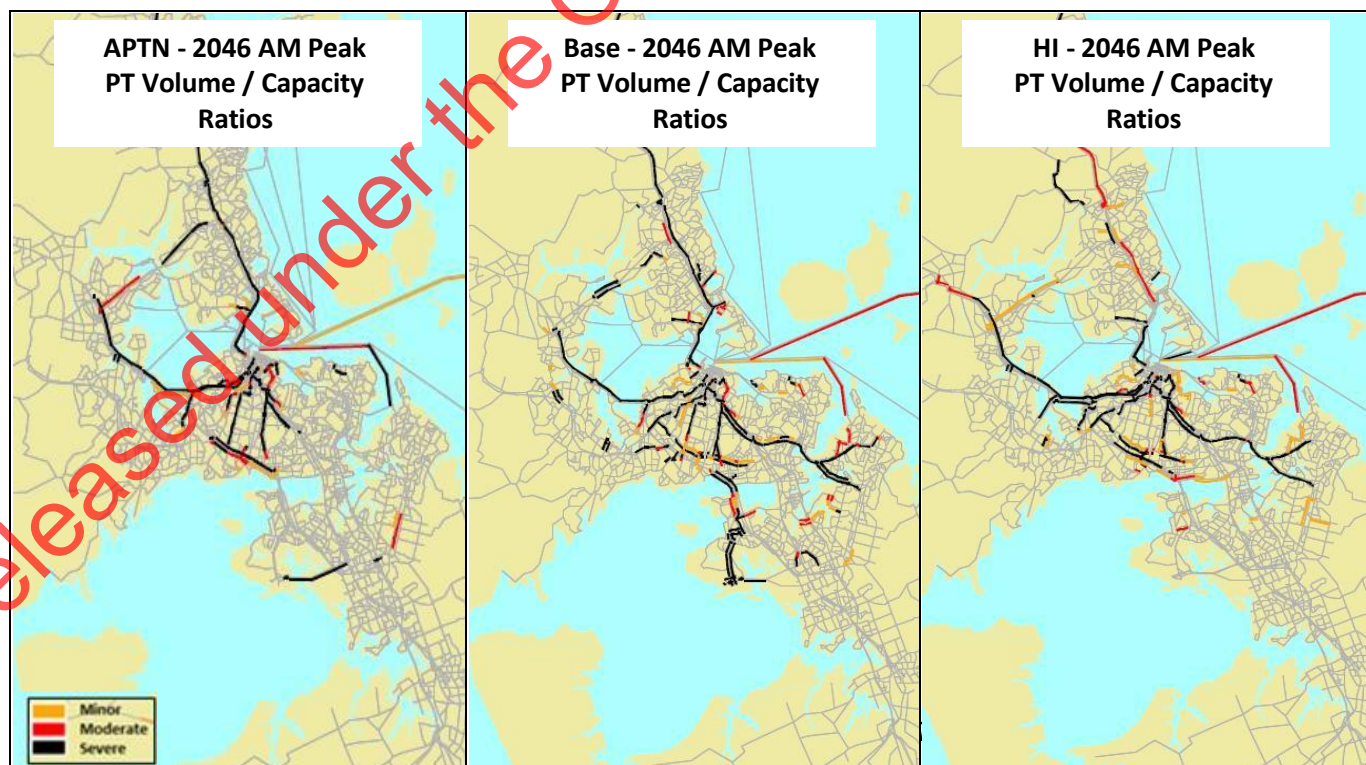 APTN - 2046 AM Peak
PT Volume / Capacity
Ratios
Base - 2046 AM Peak
PT Volume / Capacity
Ratios
HI - 2046 AM Peak
PT Volume / Capacity
Ratios
Minor
Moderate
Severe
eleased under the